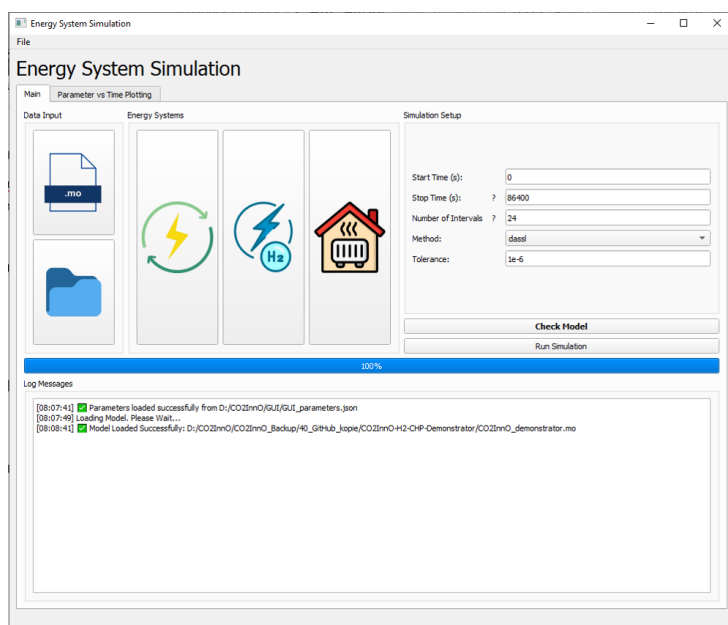 Energy System Simulation
File
Energy System Simulation
Main
Parameter vs Time Plotting
Data Input
Energy Systems
Simulation Setup
.mo
H₂
Start Time (s):
0
Stop Time (s): ?
86400
Number of Intervals ?
24
Method:
dassl
Tolerance:
1e-6
Check Model
Run Simulation
100%
Log Messages
[08:07:41] ✅ Parameters loaded successfully from D:/CO2InnO/GUI/GUI_parameters.json
[08:07:49] Loading Model. Please Wait...
[08:08:41] ✅ Model Loaded Successfully: D:/CO2InnO/CO2InnO_Backup/40_GitHub_kopie/CO2InnO-H2-CHP-Demonstrator/CO2InnO_demonstrator.mo